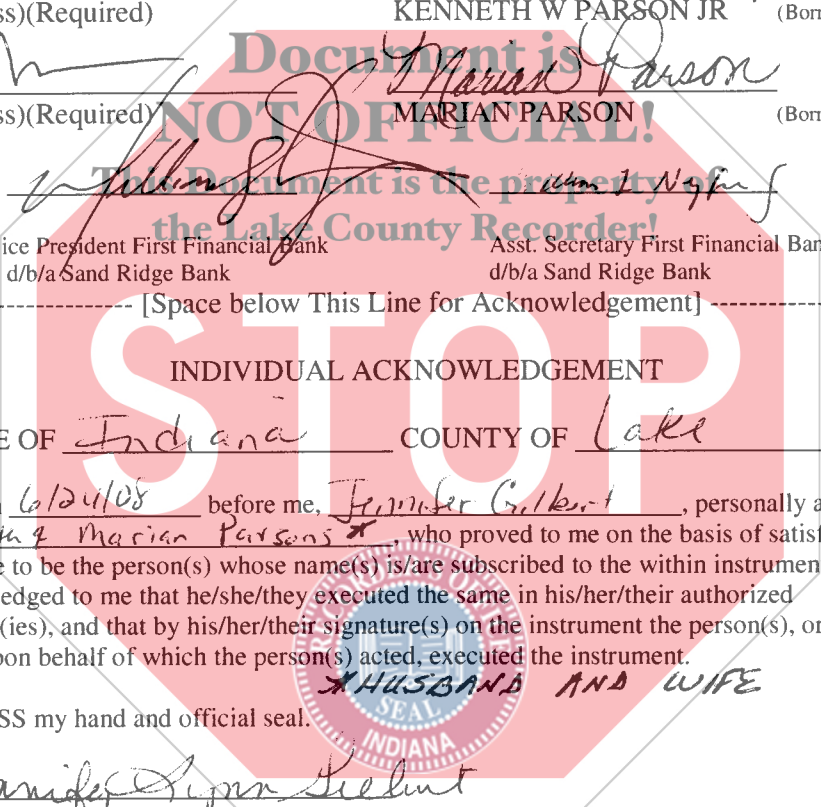 ss)(Required) KENNETH W PARSON JR (Borr
Document is
Marian Parson
ss)(Required) MARIAN PARSON (Borr
NOT OFFICIAL!
This Document is the property of
the Lake County Recorder!
ice President First Financial Bank Asst. Secretary First Financial Ban
d/b/a Sand Ridge Bank d/b/a Sand Ridge Bank
[Space below This Line for Acknowledgement]
STOP
INDIVIDUAL ACKNOWLEDGEMENT
E OF Indiana COUNTY OF Lake
6/24/08 before me, Jennifer Gilbert, personally a
& Marian Parsons *, who proved to me on the basis of satisf
e to be the person(s) whose name(s) is/are subscribed to the within instrumen
edged to me that he/she/they executed the same in his/her/their authorized
(ies), and that by his/her/their signature(s) on the instrument the person(s), or
pon behalf of which the person(s) acted, executed the instrument.
*HUSBAND AND WIFE
SS my hand and official seal.
RECORDER OFFICE
SEAL
INDIANA
Lynn Gilbert